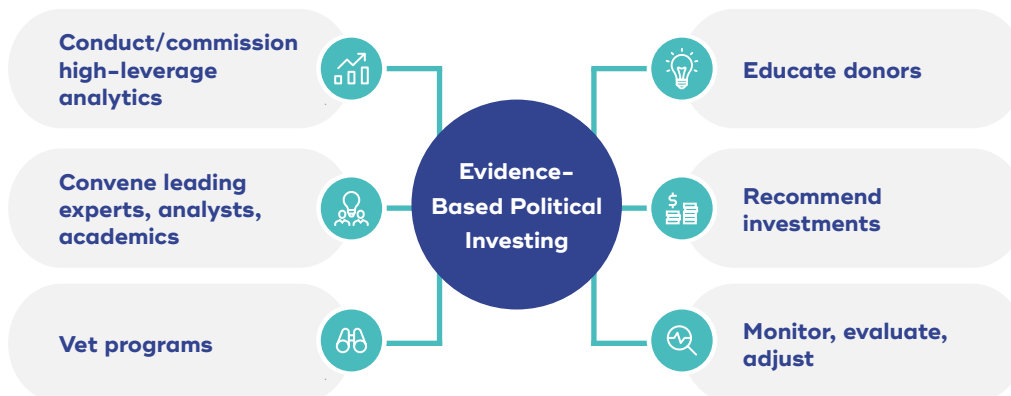 Conduct/commission
high-leverage
analytics
Convene leading
experts, analysts,
academics
Vet programs
Evidence-
Based Political
Investing
Educate donors
$
Recommend
investments
Monitor, evaluate,
adjust